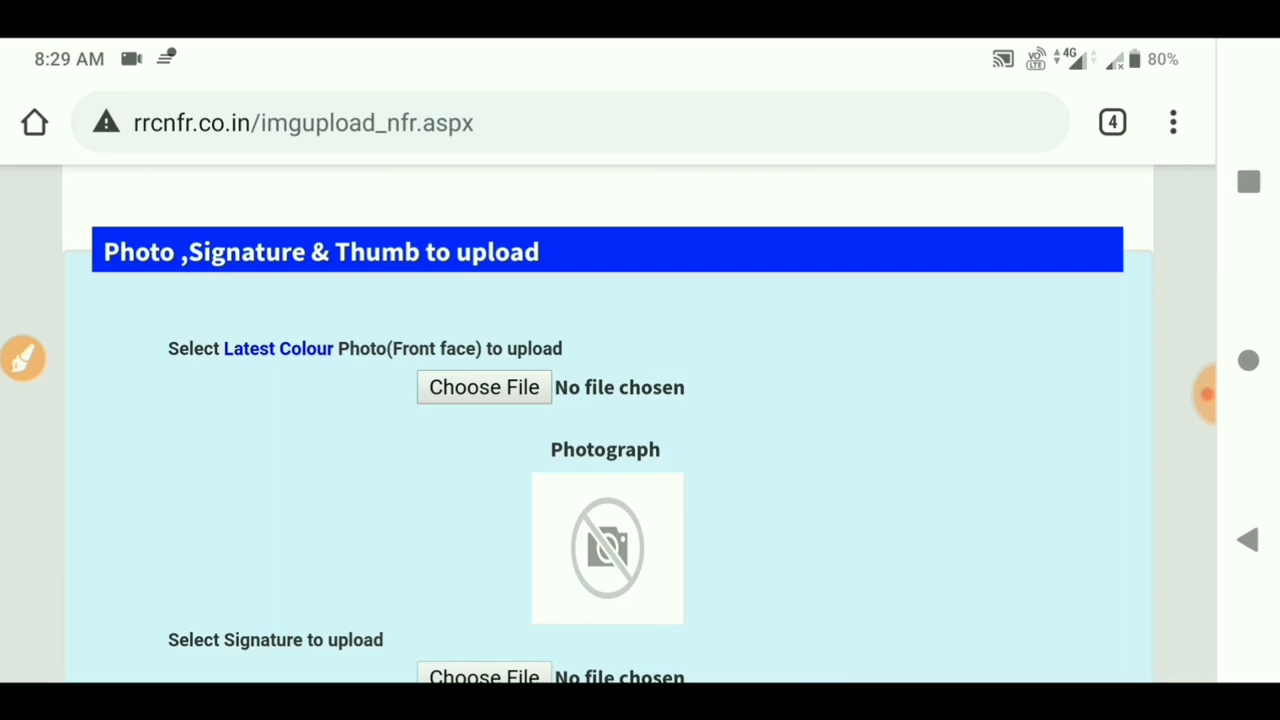 8:29 AM
VO
LTE
4G
80%
rrcnfr.co.in/imgupload_nfr.aspx
4
Photo ,Signature & Thumb to upload
Select Latest Colour Photo(Front face) to upload
Choose File No file chosen
Photograph
Select Signature to upload
Choose File No file chosen